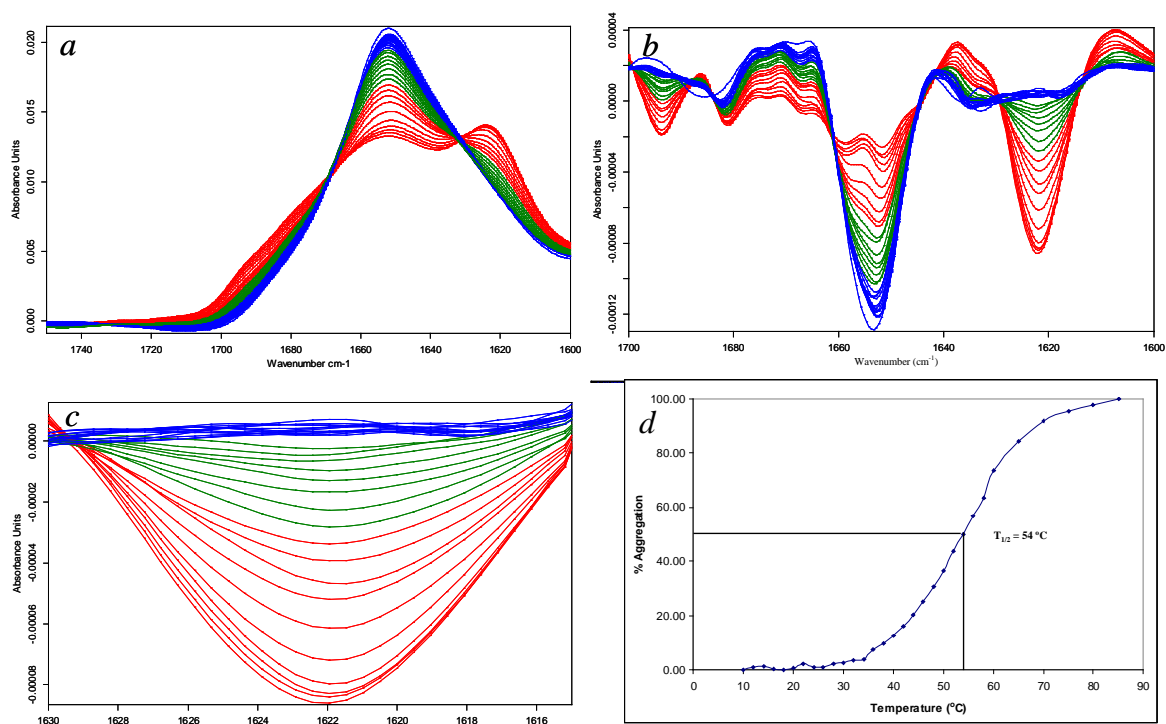 a
Absorbance Units
0.020
0.015
0.010
0.005
0.000
1740 1720 1700 1680 1660 1640 1620 1600
Wavenumber cm-1
b
Absorbance Units
0.00004
0.00000
-0.00004
-0.00008
-0.00012
1700 1680 1660 1640 1620 1600
Wavenumber (cm-1)
c
Absorbance Units
0.00000
-0.00002
-0.00004
-0.00006
-0.00008
1630 1628 1626 1624 1622 1620 1618 1616
d
% Aggregation
100.00
80.00
60.00
40.00
20.00
0.00
T1/2 = 54 ºC
0 10 20 30 40 50 60 70 80 90
Temperature (oC)